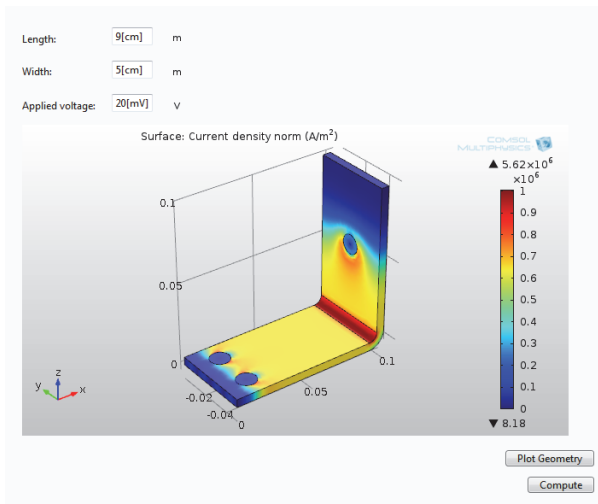 Length: 9[cm] m
Width: 5[cm] m
Applied voltage: 20[mV] V
Surface: Current density norm (A/m²)
COMSOL
MULTIPHYSICS
▲ 5.62×10⁶
×10⁶
1
0.9
0.8
0.7
0.6
0.5
0.4
0.3
0.2
0.1
0
▼ 8.18
0.1
0.05
0
0.1
0.05
0
-0.02
-0.04
z
y
x
Plot Geometry
Compute